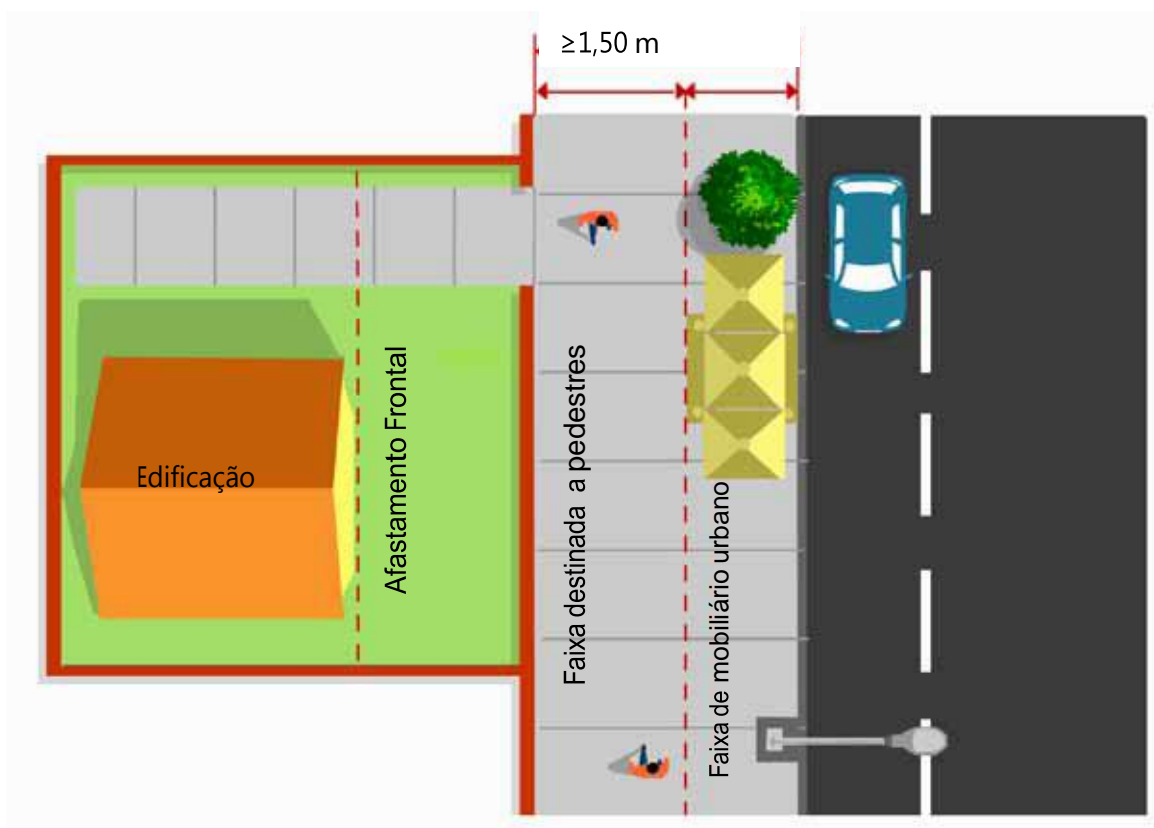 ≥1,50 m
Edificação
Afastamento Frontal
Faixa destinada a pedestres
Faixa de mobiliário urbano